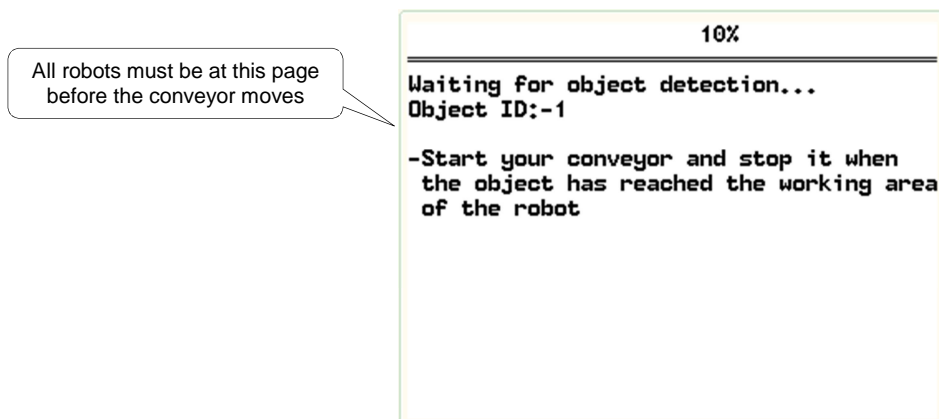 10%
All robots must be at this page
before the conveyor moves
Waiting for object detection...
Object ID:-1
-Start your conveyor and stop it when
the object has reached the working area
of the robot